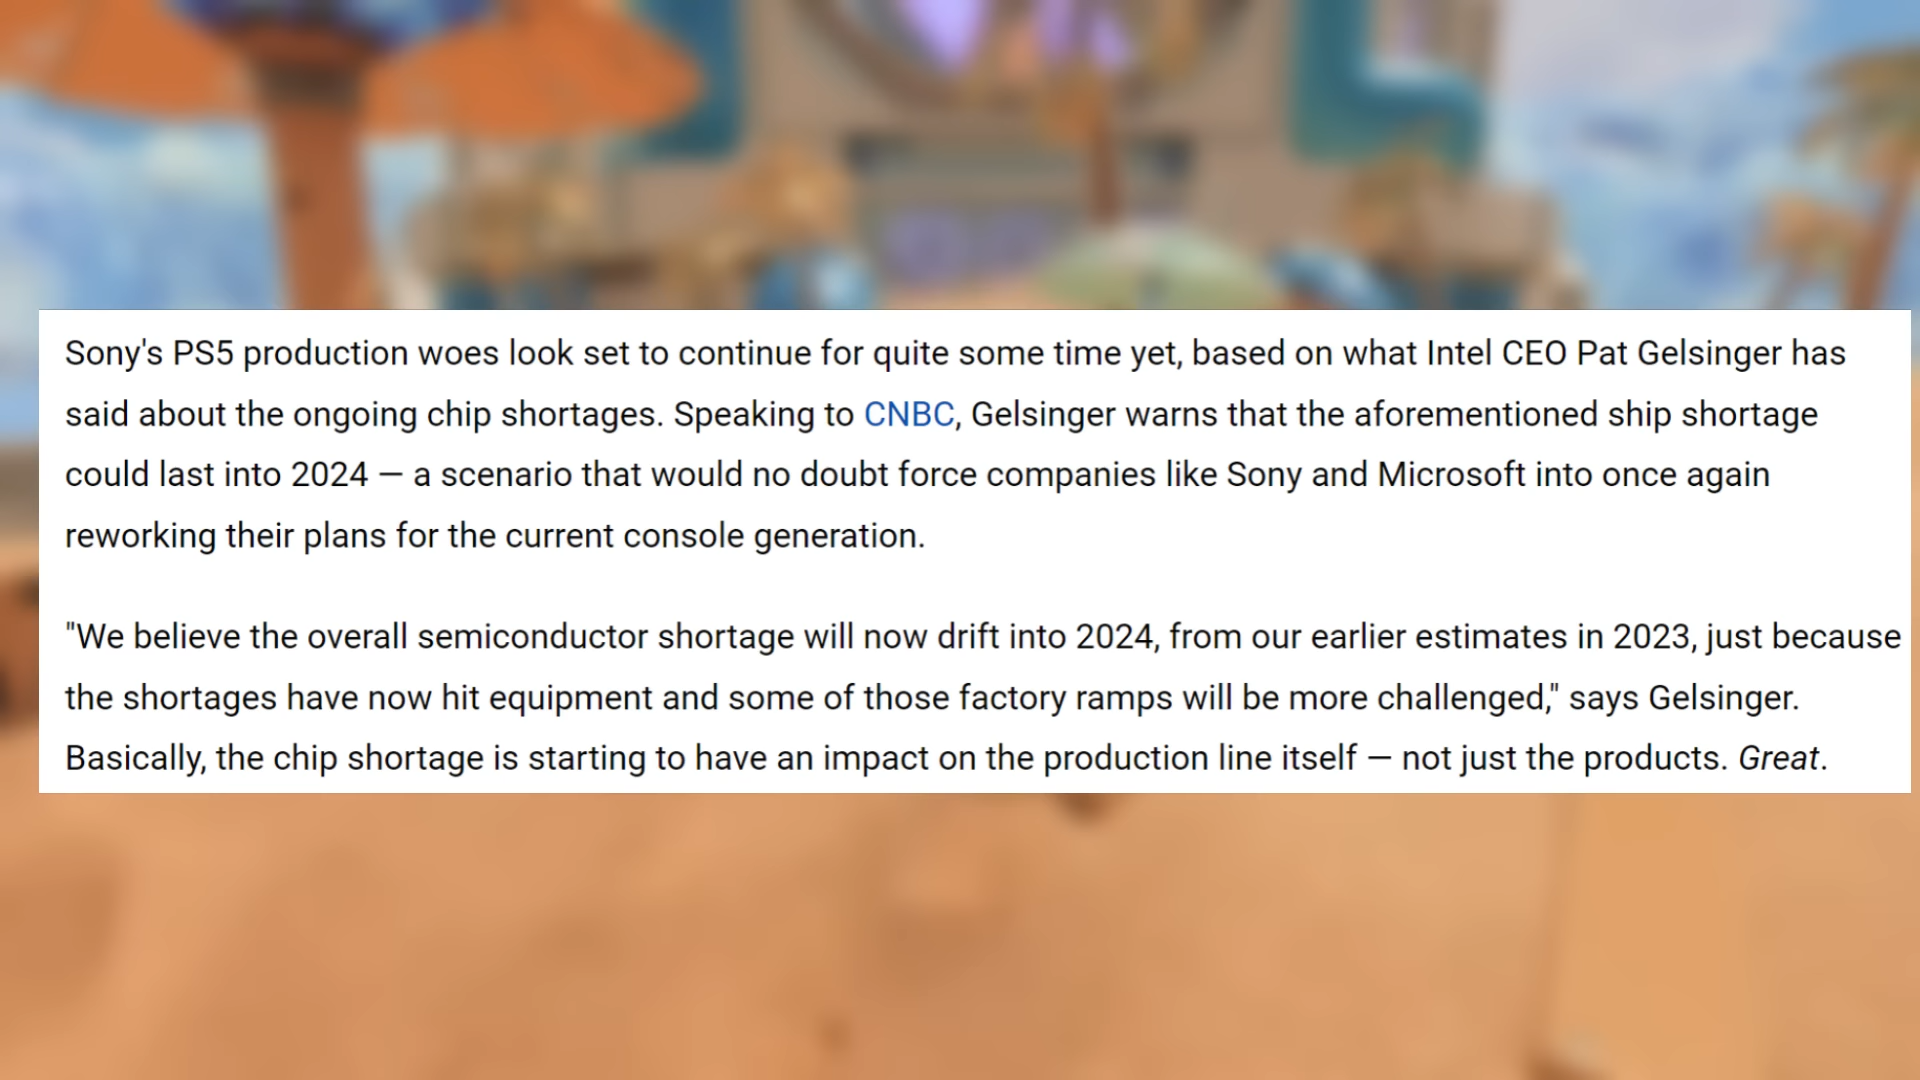 Sony's PS5 production woes look set to continue for quite some time yet, based on what Intel CEO Pat Gelsinger has
said about the ongoing chip shortages. Speaking to CNBC, Gelsinger warns that the aforementioned ship shortage
could last into 2024 — a scenario that would no doubt force companies like Sony and Microsoft into once again
reworking their plans for the current console generation.
"We believe the overall semiconductor shortage will now drift into 2024, from our earlier estimates in 2023, just because
the shortages have now hit equipment and some of those factory ramps will be more challenged," says Gelsinger.
Basically, the chip shortage is starting to have an impact on the production line itself — not just the products. Great.